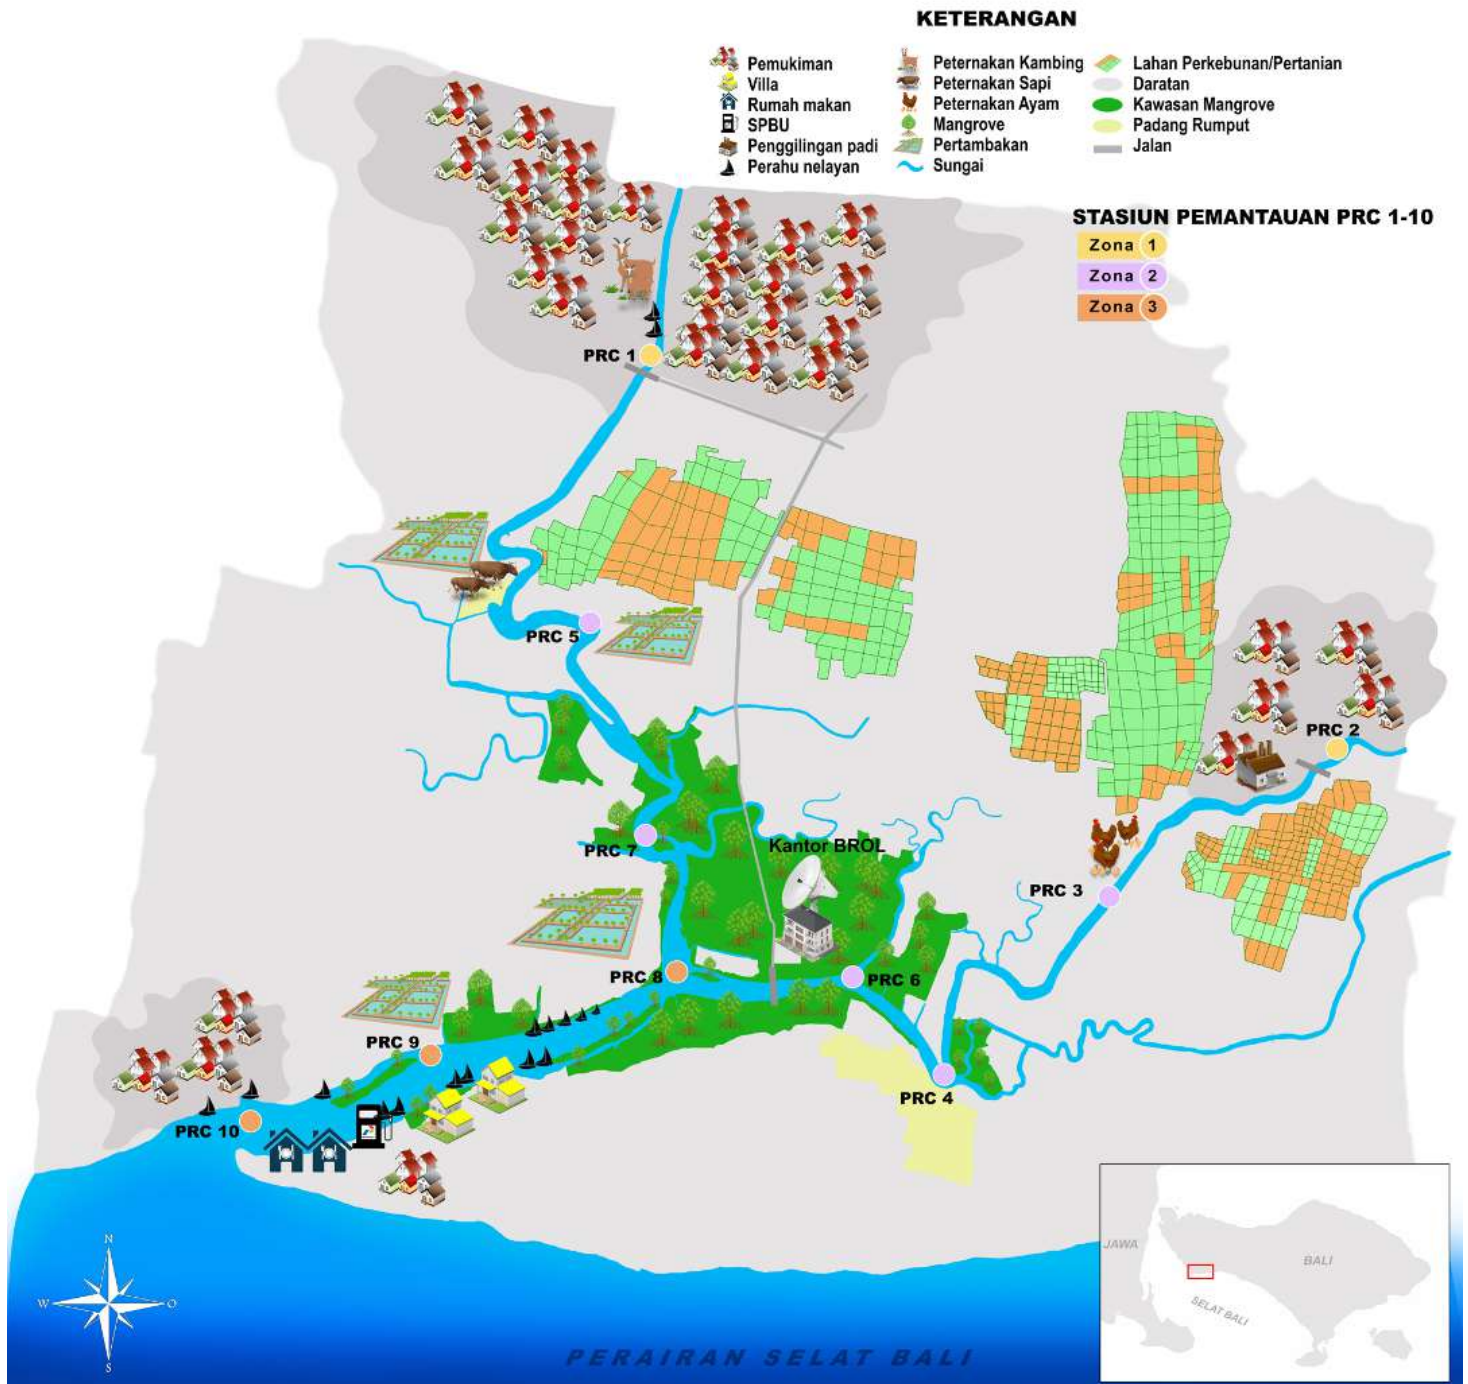 KETERANGAN
Pemukiman
Villa
Rumah makan
SPBU
Penggilingan padi
Perahu nelayan
Peternakan Kambing
Peternakan Sapi
Peternakan Ayam
Mangrove
Pertambakan
Sungai
Lahan Perkebunan/Pertanian
Daratan
Kawasan Mangrove
Padang Rumput
Jalan
STASIUN PEMANTAUAN PRC 1-10
Zona 1
Zona 2
Zona 3
PRC 1
PRC 5
PRC 2
PRC 7
Kantor BROL
PRC 3
PRC 8
PRC 6
PRC 9
PRC 4
PRC 10
N
W
O
S
JAWA
BALI
SELAT BALI
PERAIRAN SELAT BALI